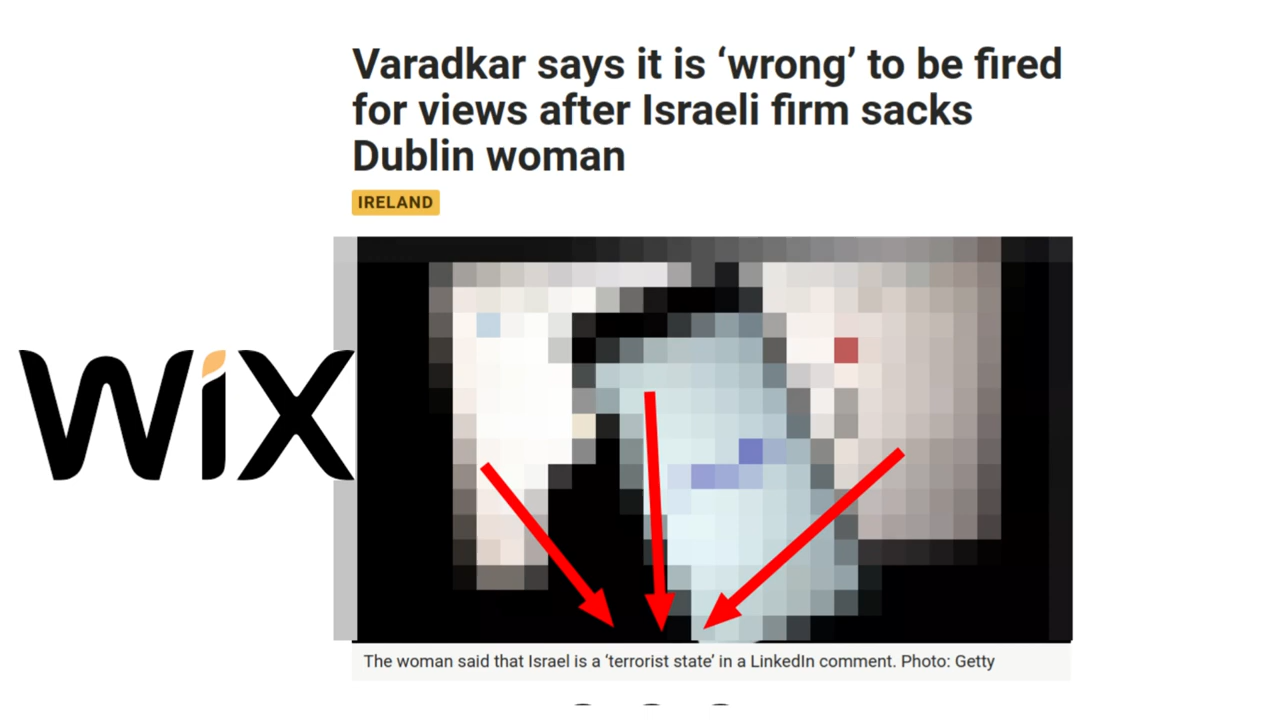 Varadkar says it is ‘wrong’ to be fired
for views after Israeli firm sacks
Dublin woman
IRELAND
WiX
The woman said that Israel is a ‘terrorist state’ in a LinkedIn comment. Photo: Getty